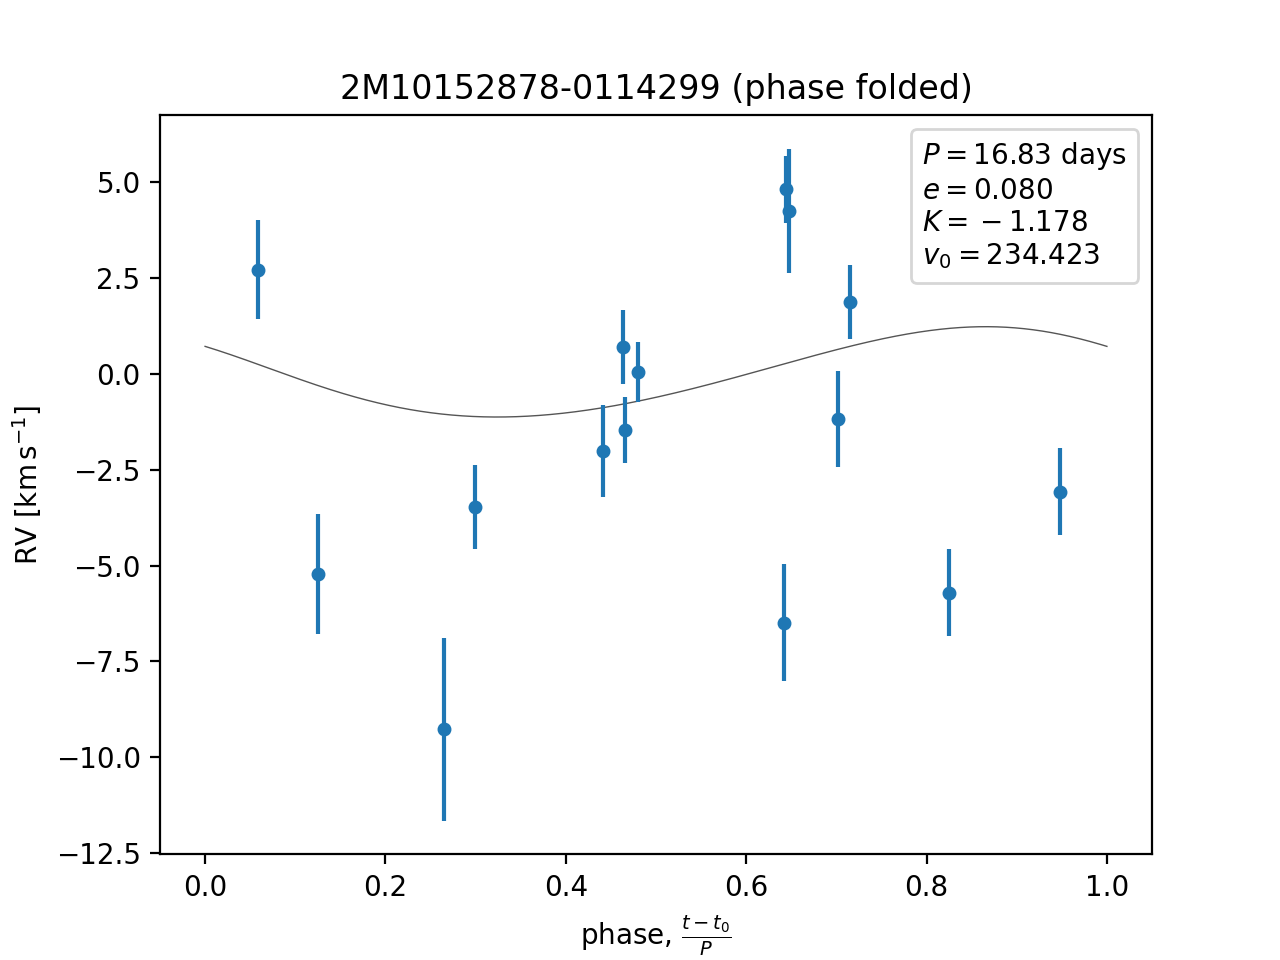 2M10152878-0114299 (phase folded)
P = 16.83 days
e = 0.080
K = −1.178
v₀ = 234.423
RV [km s⁻¹]
5.0
2.5
0.0
−2.5
−5.0
−7.5
−10.0
−12.5
0.0 0.2 0.4 0.6 0.8 1.0
phase, (t − t₀)/P